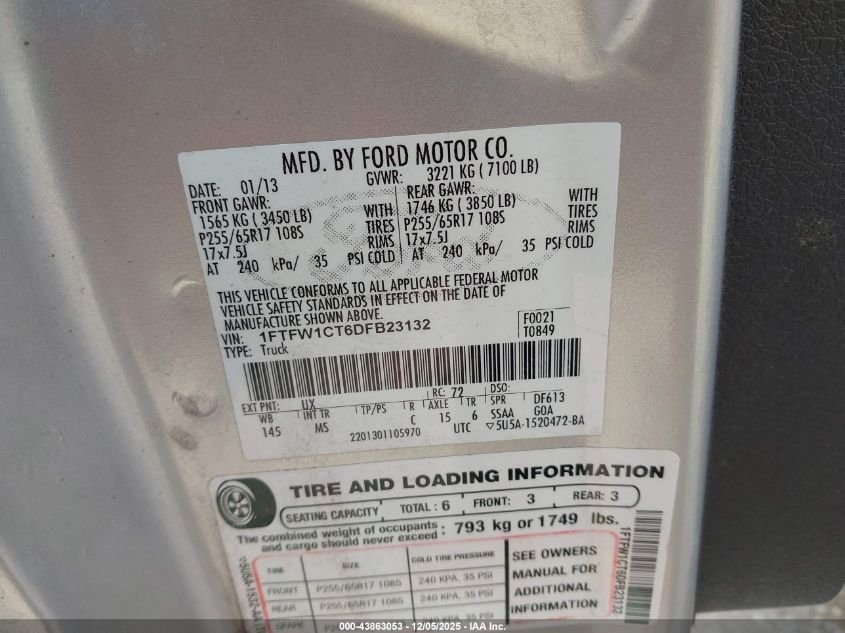 MFD. BY FORD MOTOR CO.
DATE: 01/13 GVWR: 3221 KG ( 7100 LB)
FRONT GAWR: REAR GAWR:
1565 KG ( 3450 LB) WITH 1746 KG ( 3850 LB) WITH
P255/65R17 108S TIRES P255/65R17 108S TIRES
17x7.5J RIMS 17x7.5J RIMS
AT 240 kPa/ 35 PSI COLD AT 240 kPa/ 35 PSI COLD
THIS VEHICLE CONFORMS TO ALL APPLICABLE FEDERAL MOTOR
VEHICLE SAFETY STANDARDS IN EFFECT ON THE DATE OF
MANUFACTURE SHOWN ABOVE.
VIN: 1FTFW1CT6DFB23132 F0021
TYPE: Truck T0849
EXT PNT: UX RC: 72 DSO:
WB INT TR TP/PS R AXLE TR SPR DF613
145 MS C 15 6 SSAA GOA
2201301105970 UTC ▽5U5A-1520472-BA
TIRE AND LOADING INFORMATION
SEATING CAPACITY TOTAL : 6 FRONT: 3 REAR: 3
The combined weight of occupants
and cargo should never exceed : 793 kg or 1749 lbs.
TIRE SIZE COLD TIRE PRESSURE
FRONT P255/65R17 108S 240 KPA, 35 PSI
REAR P255/65R17 108S 240 KPA, 35 PSI
SPARE
SEE OWNERS
MANUAL FOR
ADDITIONAL
INFORMATION
1FTFW1CT6DFB23132
000-43863053 - 12/05/2025 - IAA Inc.